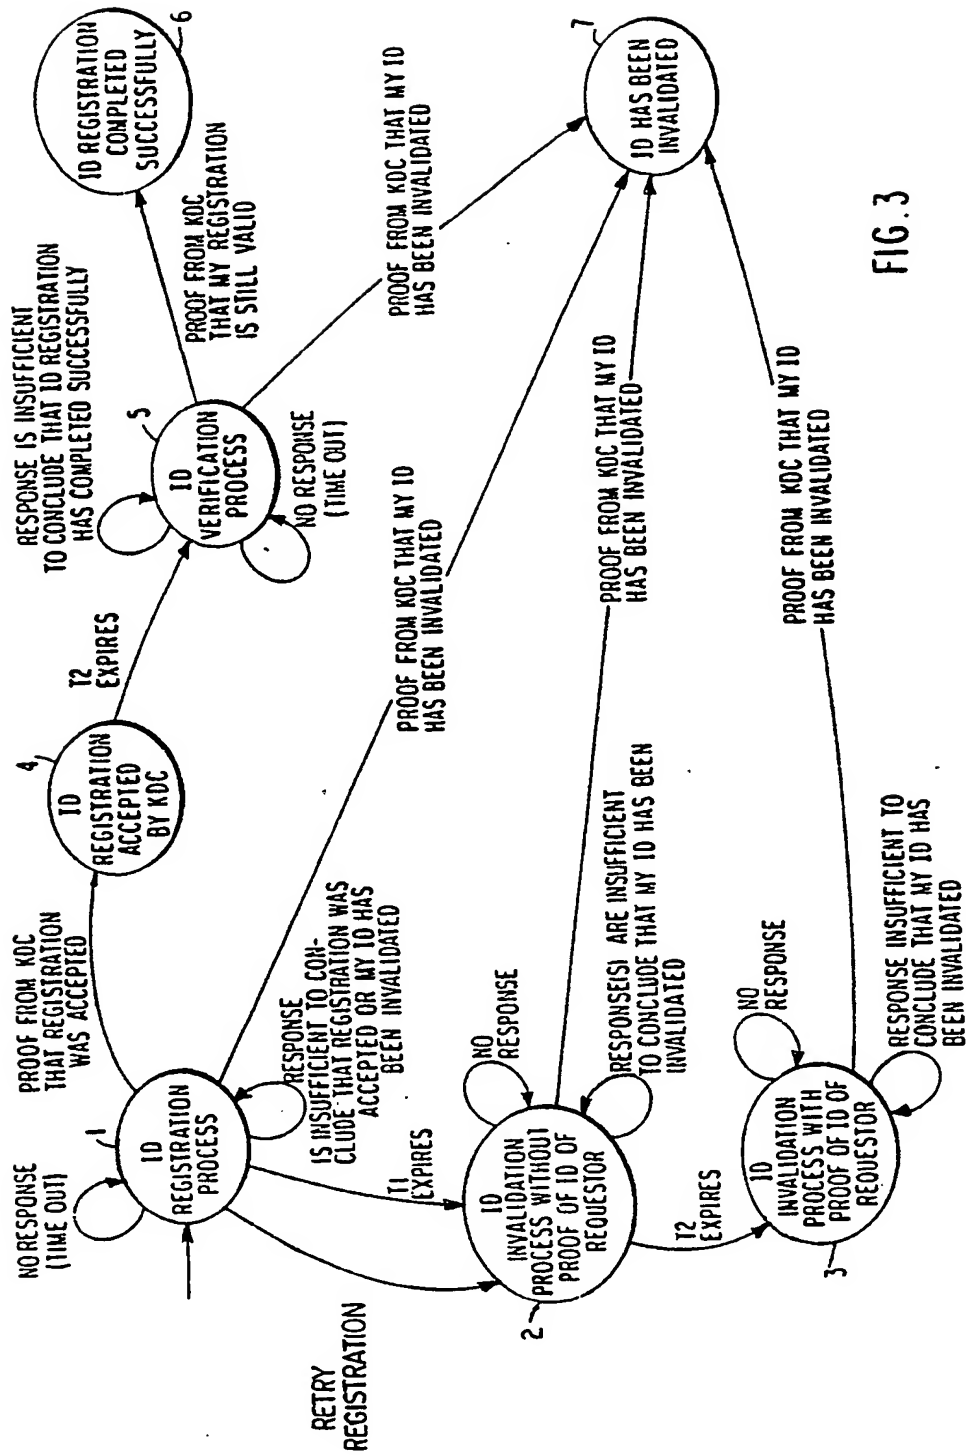 NO RESPONSE
(TIME OUT)
1
ID
REGISTRATION
PROCESS
PROOF FROM KDC
THAT REGISTRATION
WAS ACCEPTED
4
ID
REGISTRATION
ACCEPTED
BY KDC
T2
EXPIRES
RESPONSE IS INSUFFICIENT
TO CONCLUDE THAT ID REGISTRATION
HAS COMPLETED SUCCESSFULLY
5
ID
VERIFICATION
PROCESS
NO RESPONSE
(TIME OUT)
PROOF FROM KDC
THAT MY REGISTRATION
IS STILL VALID
ID REGISTRATION
COMPLETED
SUCCESSFULLY
6
PROOF FROM KDC THAT MY ID
HAS BEEN INVALIDATED
7
ID HAS BEEN
INVALIDATED
RESPONSE
IS INSUFFICIENT TO CON-
CLUDE THAT REGISTRATION WAS
ACCEPTED OR MY ID HAS
BEEN INVALIDATED
PROOF FROM KDC THAT MY ID
HAS BEEN INVALIDATED
RETRY
REGISTRATION
T1
EXPIRES
2
ID
INVALIDATION
PROCESS WITHOUT
PROOF OF ID OF
REQUESTOR
NO
RESPONSE
RESPONSE(S) ARE INSUFFICIENT
TO CONCLUDE THAT MY ID HAS BEEN
INVALIDATED
PROOF FROM KDC THAT MY ID
HAS BEEN INVALIDATED
T2
EXPIRES
3
ID
INVALIDATION
PROCESS WITH
PROOF OF ID OF
REQUESTOR
NO
RESPONSE
RESPONSE INSUFFICIENT TO
CONCLUDE THAT MY ID HAS
BEEN INVALIDATED
PROOF FROM KDC THAT MY ID
HAS BEEN INVALIDATED
FIG. 3